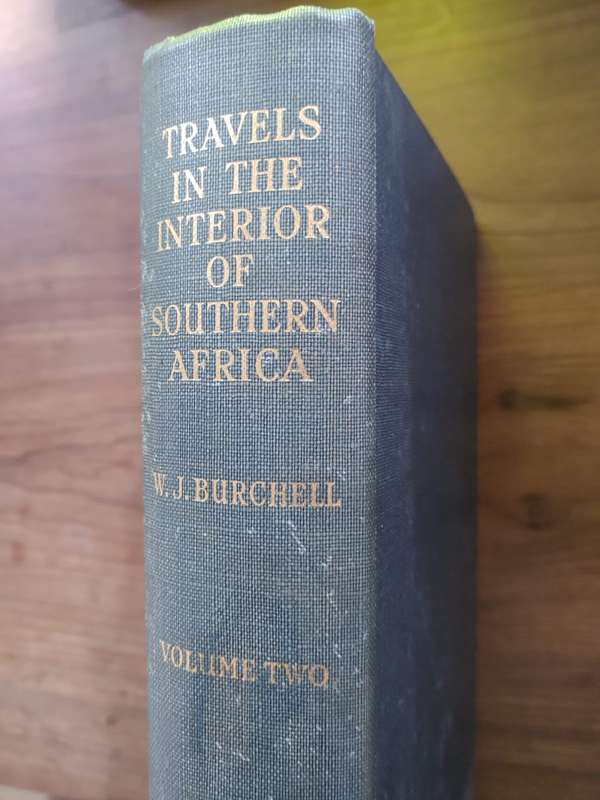 TRAVELS
IN THE
INTERIOR
OF
SOUTHERN
AFRICA
W. J. BURCHELL
VOLUME TWO